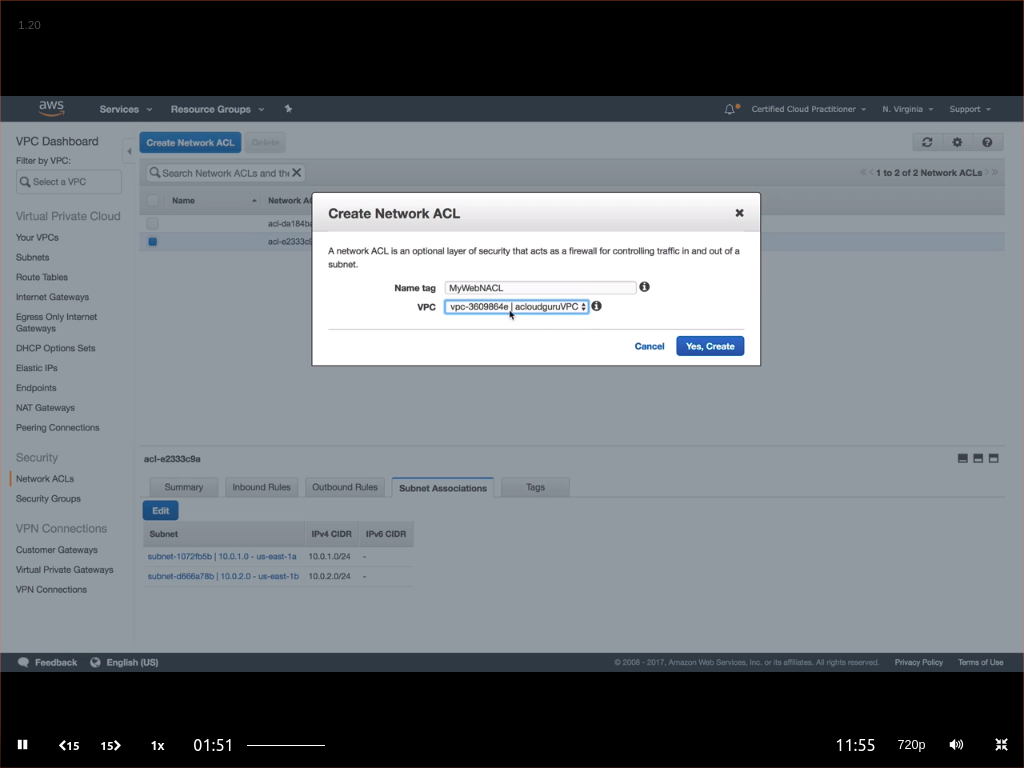 1.20
aws
Services
Resource Groups
Certified Cloud Practitioner
N. Virginia
Support
VPC Dashboard
Filter by VPC:
Select a VPC
Virtual Private Cloud
Your VPCs
Subnets
Route Tables
Internet Gateways
Egress Only Internet
Gateways
DHCP Options Sets
Elastic IPs
Endpoints
NAT Gateways
Peering Connections
Security
Network ACLs
Security Groups
VPN Connections
Customer Gateways
Virtual Private Gateways
VPN Connections
Create Network ACL
Delete
Search Network ACLs and the
1 to 2 of 2 Network ACLs
Name
Network AC
acl-da184ba
acl-e2333c
Create Network ACL
A network ACL is an optional layer of security that acts as a firewall for controlling traffic in and out of a
subnet.
Name tag
MyWebNACL
VPC
vpc-3609864e | acloudguruVPC
Cancel
Yes, Create
acl-e2333c9a
Summary
Inbound Rules
Outbound Rules
Subnet Associations
Tags
Edit
Subnet
IPv4 CIDR
IPv6 CIDR
subnet-1072fb5b | 10.0.1.0 - us-east-1a
10.0.1.0/24
-
subnet-d666a78b | 10.0.2.0 - us-east-1b
10.0.2.0/24
-
Feedback
English (US)
© 2008 - 2017, Amazon Web Services, Inc. or its affiliates. All rights reserved.
Privacy Policy
Terms of Use
15
15
1x
01:51
11:55
720p